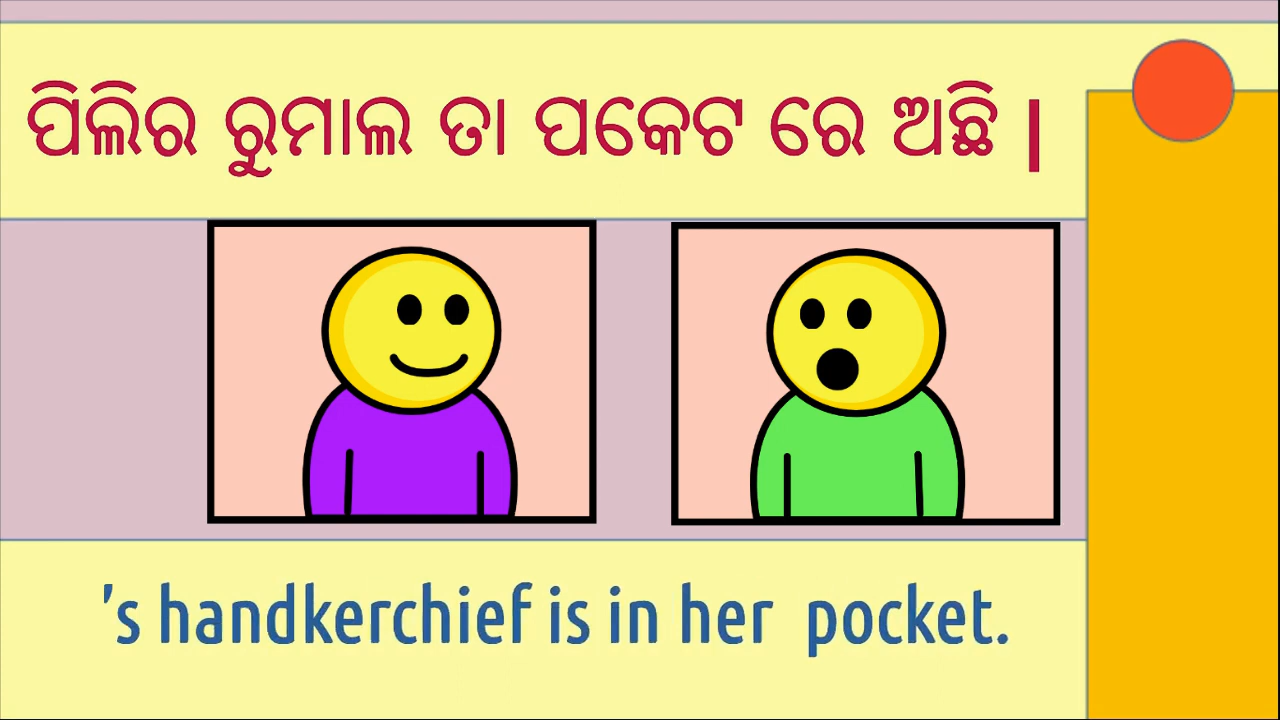 ପିଲିର ରୁମାଲ ତା ପକେଟ ରେ ଅଛି |
’s handkerchief is in her pocket.